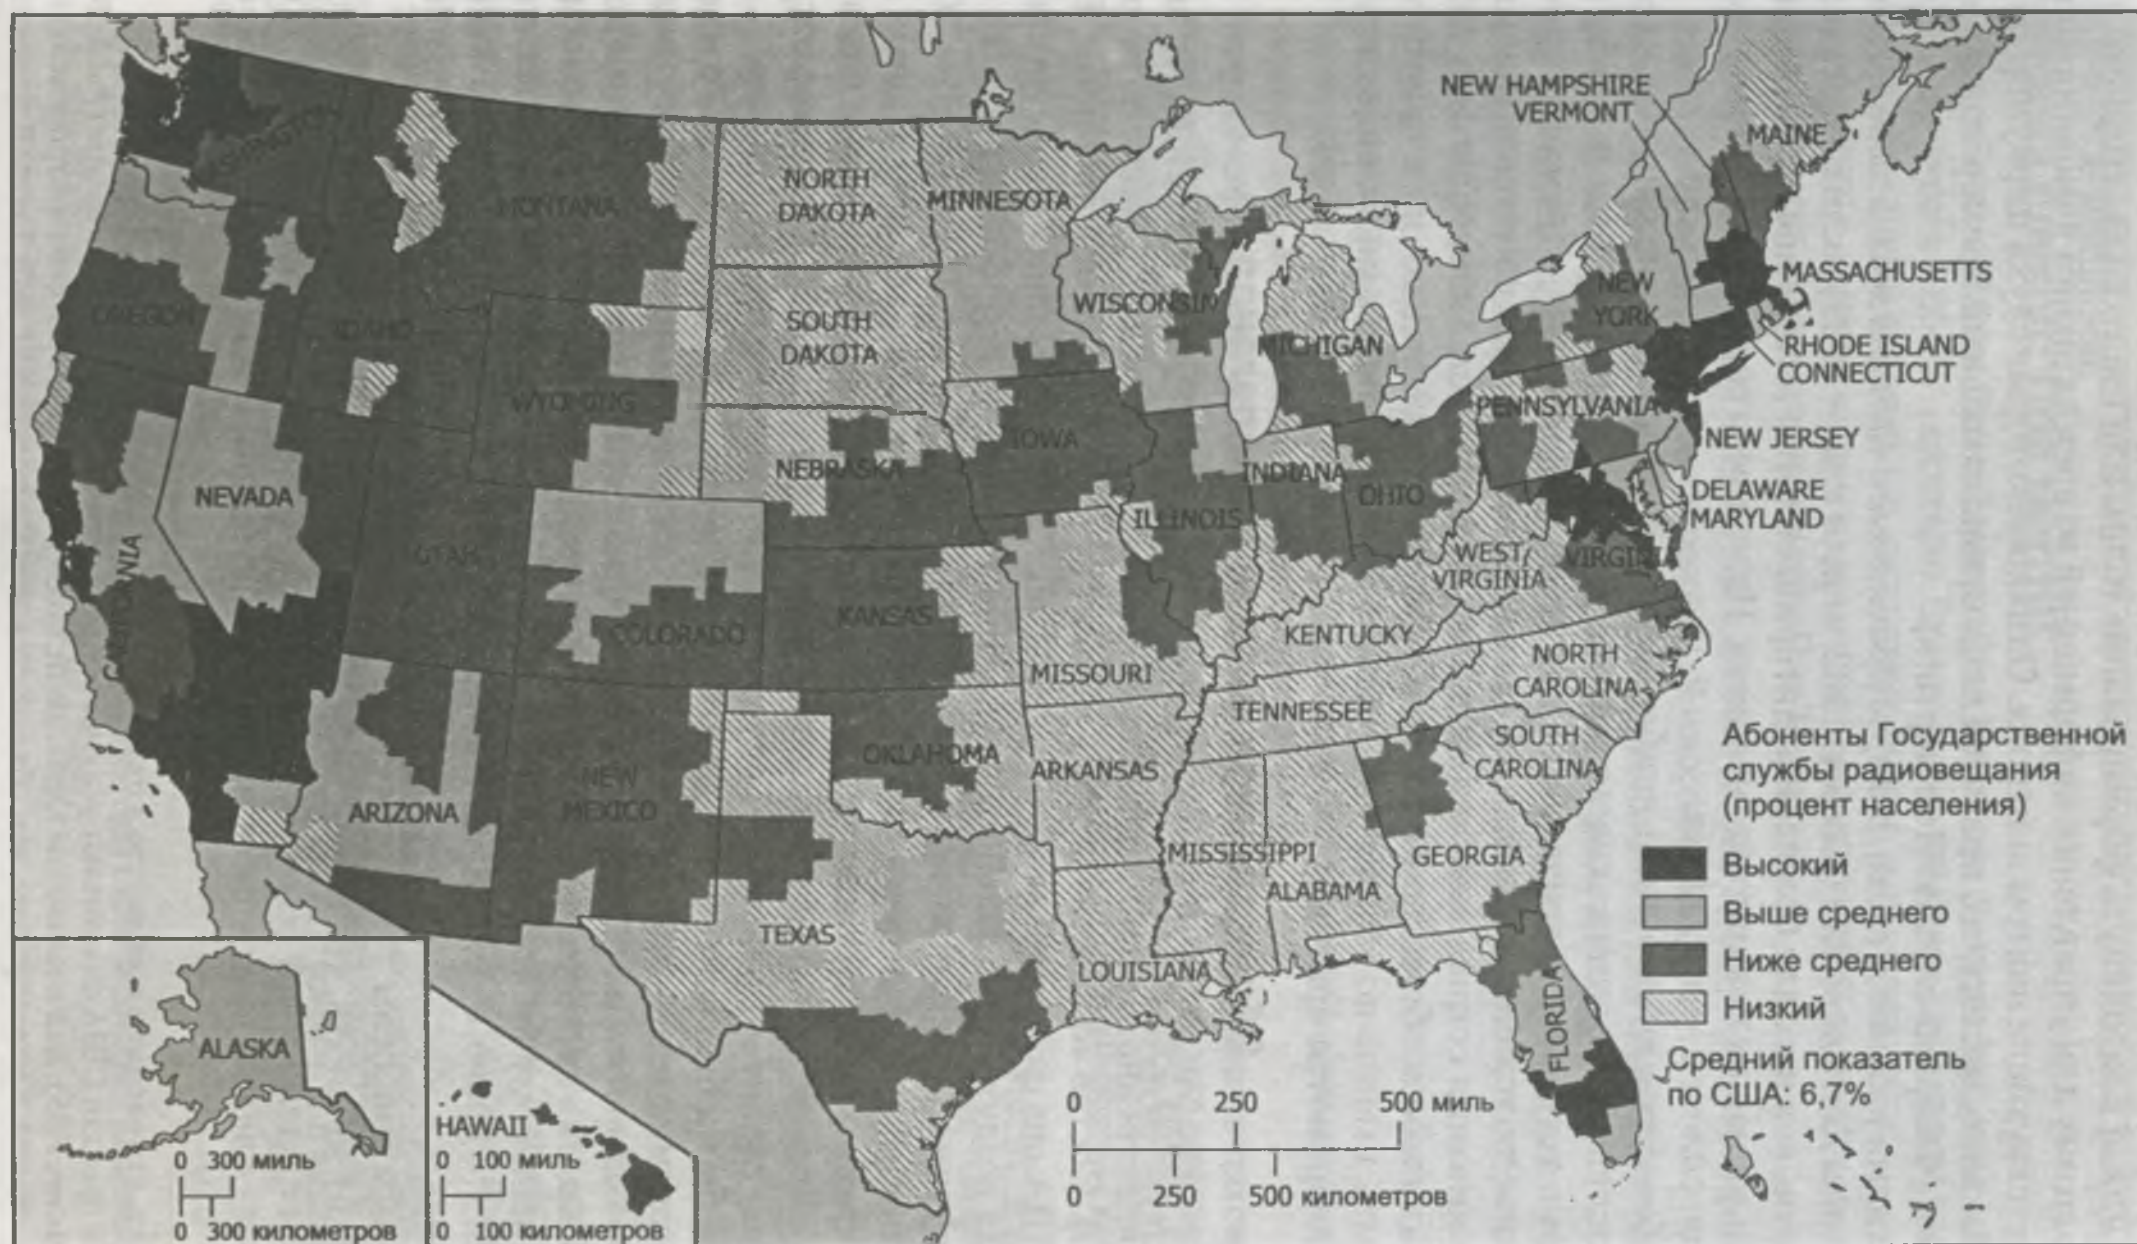 NEW HAMPSHIRE
VERMONT
MAINE
WASHINGTON
MONTANA
NORTH
DAKOTA
MINNESOTA
MASSACHUSETTS
OREGON
IDAHO
SOUTH
DAKOTA
WISCONSIN
MICHIGAN
NEW
YORK
RHODE ISLAND
CONNECTICUT
WYOMING
IOWA
PENNSYLVANIA
NEW JERSEY
NEVADA
NEBRASKA
INDIANA
OHIO
DELAWARE
MARYLAND
CALIFORNIA
UTAH
ILLINOIS
WEST
VIRGINIA
VIRGINIA
COLORADO
KANSAS
MISSOURI
KENTUCKY
NORTH
CAROLINA
TENNESSEE
SOUTH
CAROLINA
ARIZONA
NEW
MEXICO
OKLAHOMA
ARKANSAS
MISSISSIPPI
ALABAMA
GEORGIA
TEXAS
LOUISIANA
FLORIDA
Абоненты Государственной
службы радиовещания
(процент населения)
Высокий
Выше среднего
Ниже среднего
Низкий
Средний показатель
по США: 6,7%
ALASKA
0 300 миль
0 300 километров
HAWAII
0 100 миль
0 100 километров
0 250 500 миль
0 250 500 километров